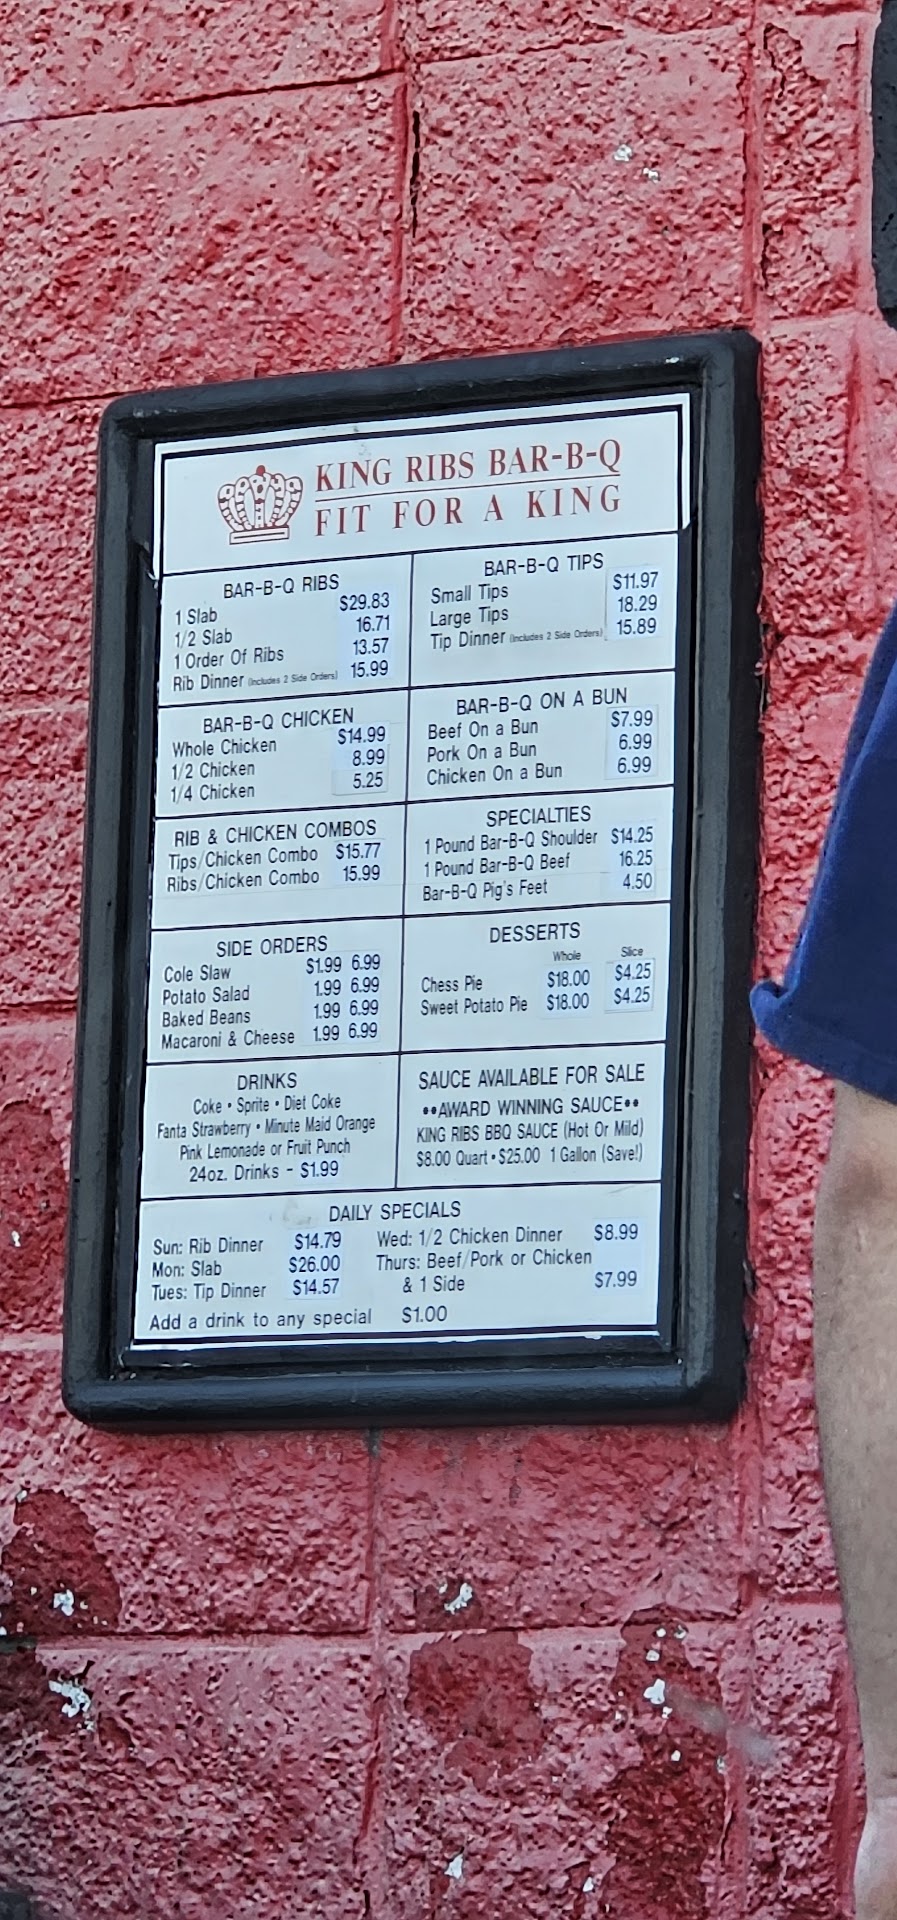 KING RIBS BAR-B-Q
FIT FOR A KING
BAR-B-Q RIBS
1 Slab $29.83
1/2 Slab 16.71
1 Order Of Ribs 13.57
Rib Dinner (Includes 2 Side Orders) 15.99
BAR-B-Q TIPS
Small Tips $11.97
Large Tips 18.29
Tip Dinner (Includes 2 Side Orders) 15.89
BAR-B-Q CHICKEN
Whole Chicken $14.99
1/2 Chicken 8.99
1/4 Chicken 5.25
BAR-B-Q ON A BUN
Beef On a Bun $7.99
Pork On a Bun 6.99
Chicken On a Bun 6.99
RIB & CHICKEN COMBOS
Tips/Chicken Combo $15.77
Ribs/Chicken Combo 15.99
SPECIALTIES
1 Pound Bar-B-Q Shoulder $14.25
1 Pound Bar-B-Q Beef 16.25
Bar-B-Q Pig's Feet 4.50
SIDE ORDERS
Cole Slaw $1.99 6.99
Potato Salad 1.99 6.99
Baked Beans 1.99 6.99
Macaroni & Cheese 1.99 6.99
DESSERTS
Whole Slice
Chess Pie $18.00 $4.25
Sweet Potato Pie $18.00 $4.25
DRINKS
Coke • Sprite • Diet Coke
Fanta Strawberry • Minute Maid Orange
Pink Lemonade or Fruit Punch
24oz. Drinks - $1.99
SAUCE AVAILABLE FOR SALE
••AWARD WINNING SAUCE••
KING RIBS BBQ SAUCE (Hot Or Mild)
$8.00 Quart • $25.00 1 Gallon (Save!)
DAILY SPECIALS
Sun: Rib Dinner $14.79
Mon: Slab $26.00
Tues: Tip Dinner $14.57
Wed: 1/2 Chicken Dinner $8.99
Thurs: Beef/Pork or Chicken
& 1 Side $7.99
Add a drink to any special $1.00